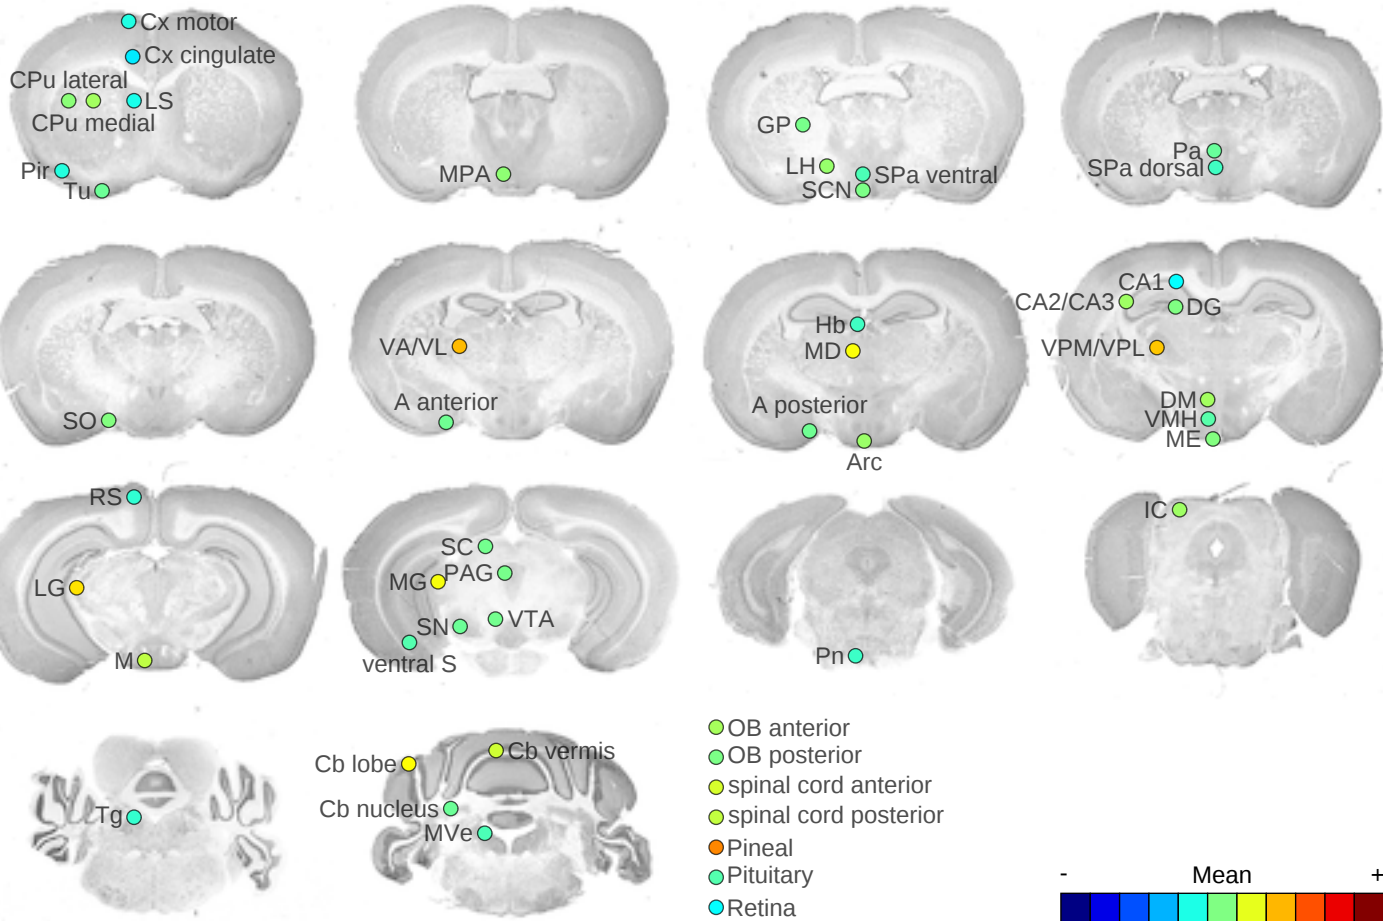 Cx motor
Cx cingulate
CPu lateral
LS
CPu medial
Pir
Tu
MPA
GP
LH
SPa ventral
SCN
Pa
SPa dorsal
SO
VA/VL
A anterior
Hb
MD
A posterior
Arc
CA1
CA2/CA3
DG
VPM/VPL
DM
VMH
ME
RS
LG
M
SC
PAG
MG
VTA
SN
ventral S
Pn
IC
Tg
Cb lobe
Cb vermis
Cb nucleus
MVe
OB anterior
OB posterior
spinal cord anterior
spinal cord posterior
Pineal
Pituitary
Retina
- Mean +